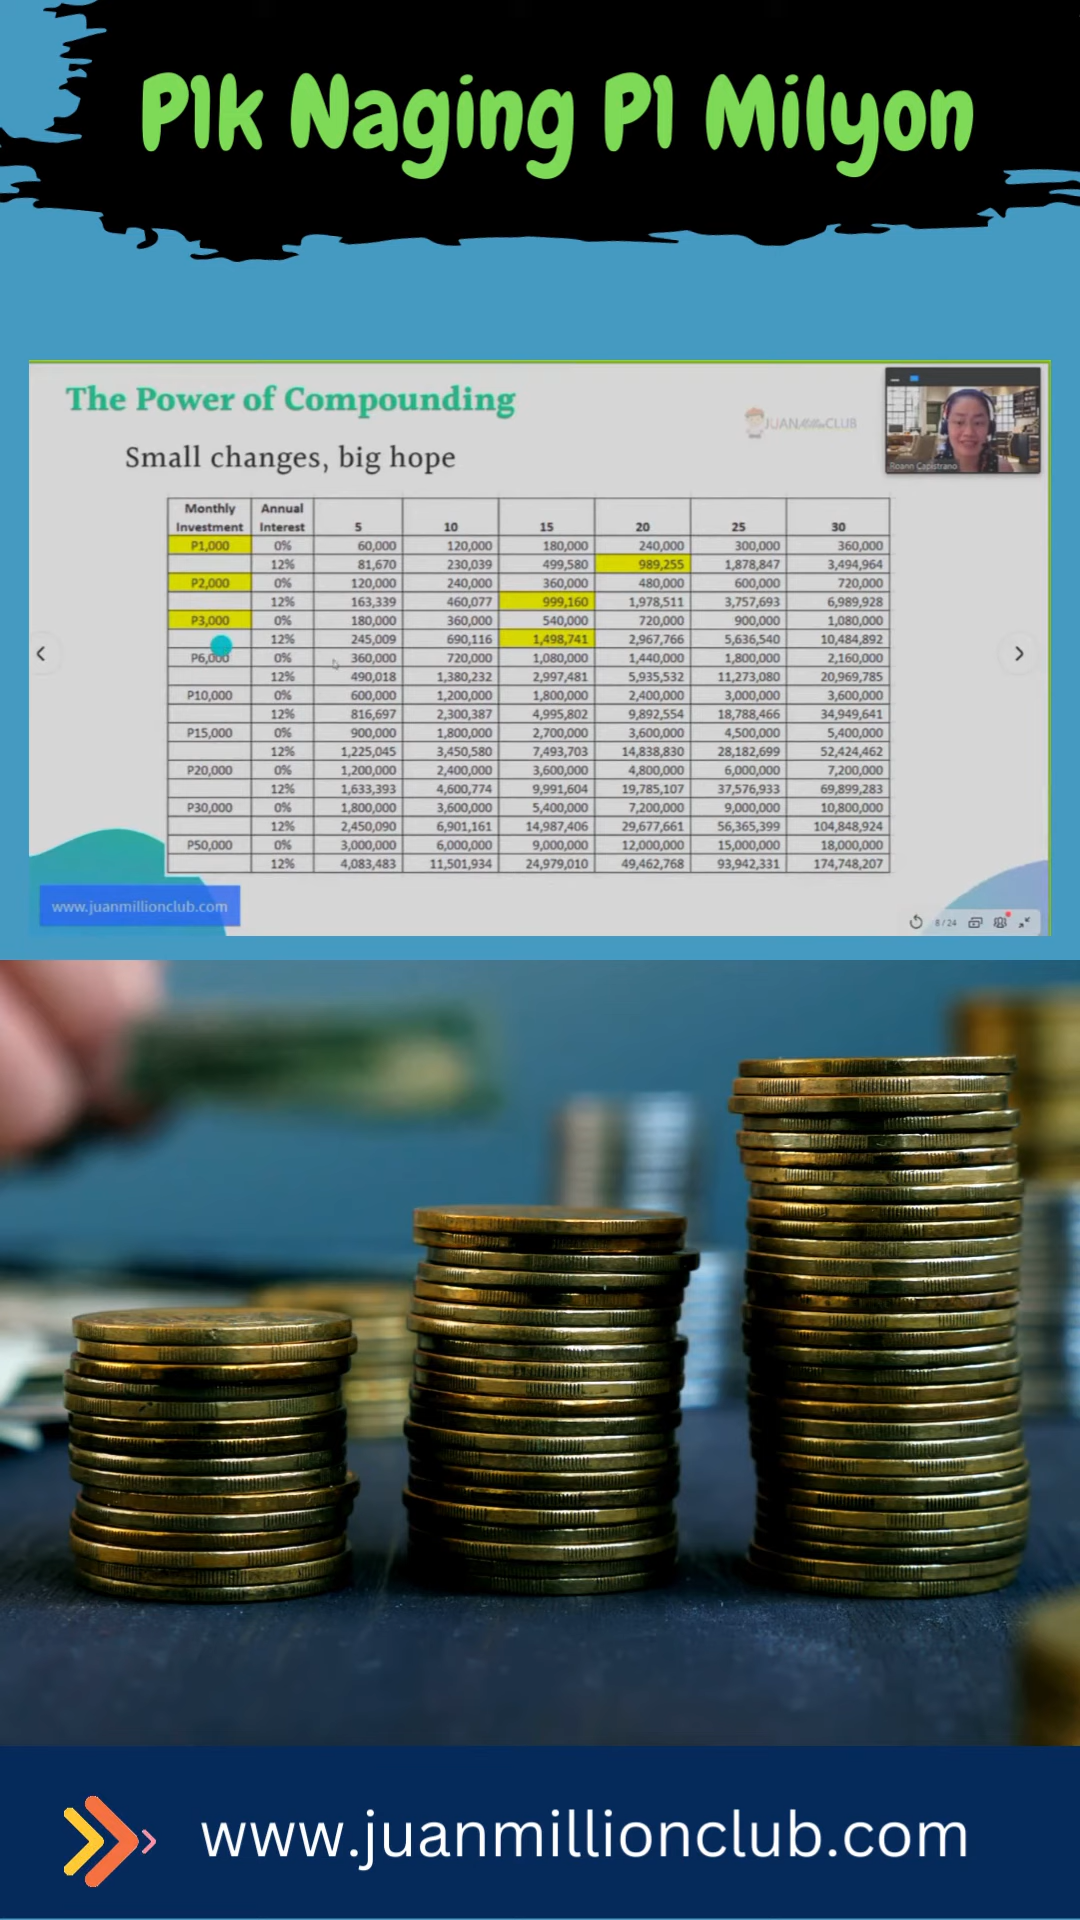 P1k Naging P1 Milyon
The Power of Compounding
JUANMillionCLUB
Small changes, big hope
Roann Capistrano
Monthly Investment Annual Interest 5 10 15 20 25 30
P1,000 0% 60,000 120,000 180,000 240,000 300,000 360,000
12% 81,670 230,039 499,580 989,255 1,878,847 3,494,964
P2,000 0% 120,000 240,000 360,000 480,000 600,000 720,000
12% 163,339 460,077 999,160 1,978,511 3,757,693 6,989,928
P3,000 0% 180,000 360,000 540,000 720,000 900,000 1,080,000
12% 245,009 690,116 1,498,741 2,967,766 5,636,540 10,484,892
P6,000 0% 360,000 720,000 1,080,000 1,440,000 1,800,000 2,160,000
12% 490,018 1,380,232 2,997,481 5,935,532 11,273,080 20,969,785
P10,000 0% 600,000 1,200,000 1,800,000 2,400,000 3,000,000 3,600,000
12% 816,697 2,300,387 4,995,802 9,892,554 18,788,466 34,949,641
P15,000 0% 900,000 1,800,000 2,700,000 3,600,000 4,500,000 5,400,000
12% 1,225,045 3,450,580 7,493,703 14,838,830 28,182,699 52,424,462
P20,000 0% 1,200,000 2,400,000 3,600,000 4,800,000 6,000,000 7,200,000
12% 1,633,393 4,600,774 9,991,604 19,785,107 37,576,933 69,899,283
P30,000 0% 1,800,000 3,600,000 5,400,000 7,200,000 9,000,000 10,800,000
12% 2,450,090 6,901,161 14,987,406 29,677,661 56,365,399 104,848,924
P50,000 0% 3,000,000 6,000,000 9,000,000 12,000,000 15,000,000 18,000,000
12% 4,083,483 11,501,934 24,979,010 49,462,768 93,942,331 174,748,207
www.juanmillionclub.com
8 / 24
www.juanmillionclub.com